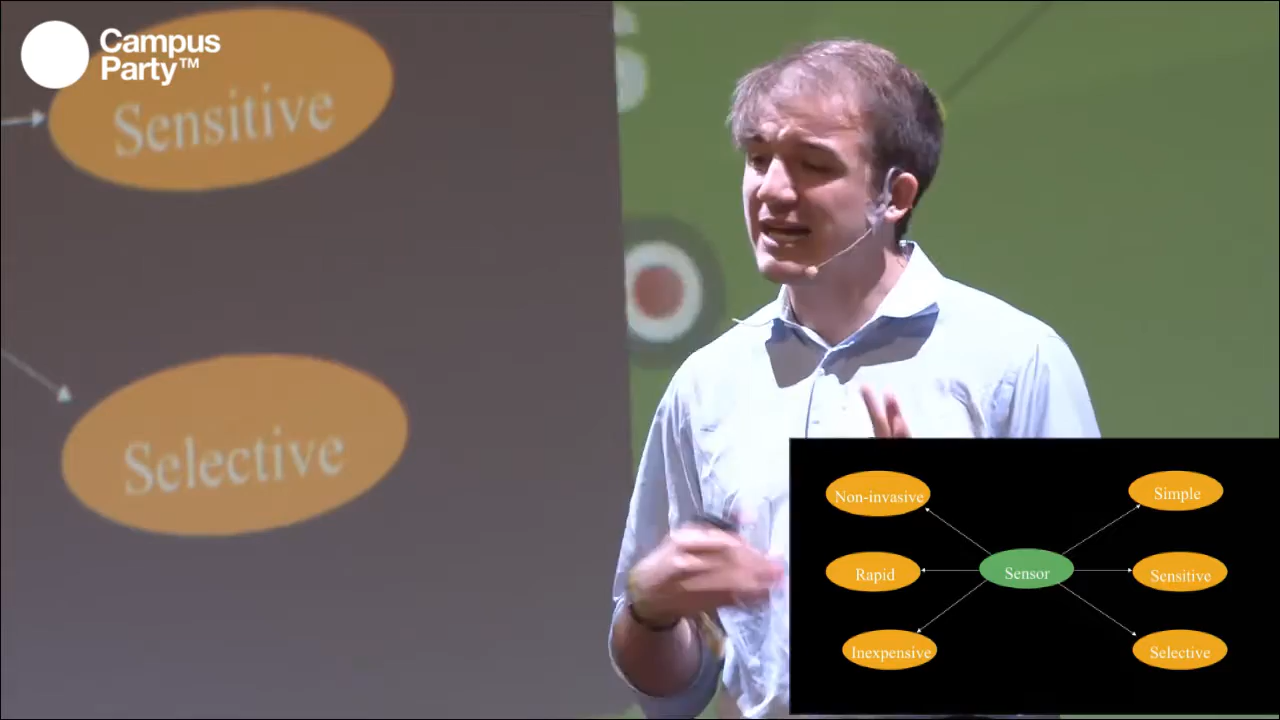 Campus
Party™
Sensitive
Selective
Non-invasive
Simple
Rapid
Sensor
Sensitive
Inexpensive
Selective